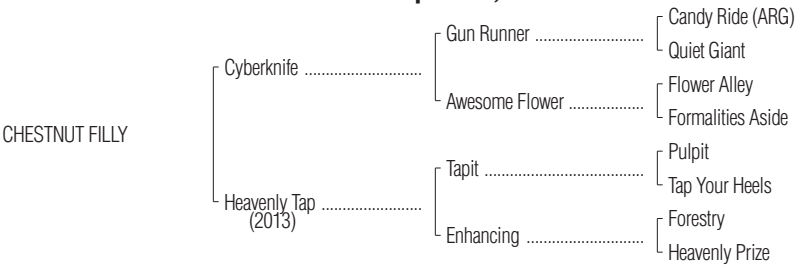 Candy Ride (ARG)
Gun Runner ..............................
Quiet Giant
Cyberknife ..............................
Flower Alley
Awesome Flower ....................
Formalities Aside
CHESTNUT FILLY
Pulpit
Tapit ...........................................
Tap Your Heels
Heavenly Tap ..........................
(2013)
Forestry
Enhancing ................................
Heavenly Prize